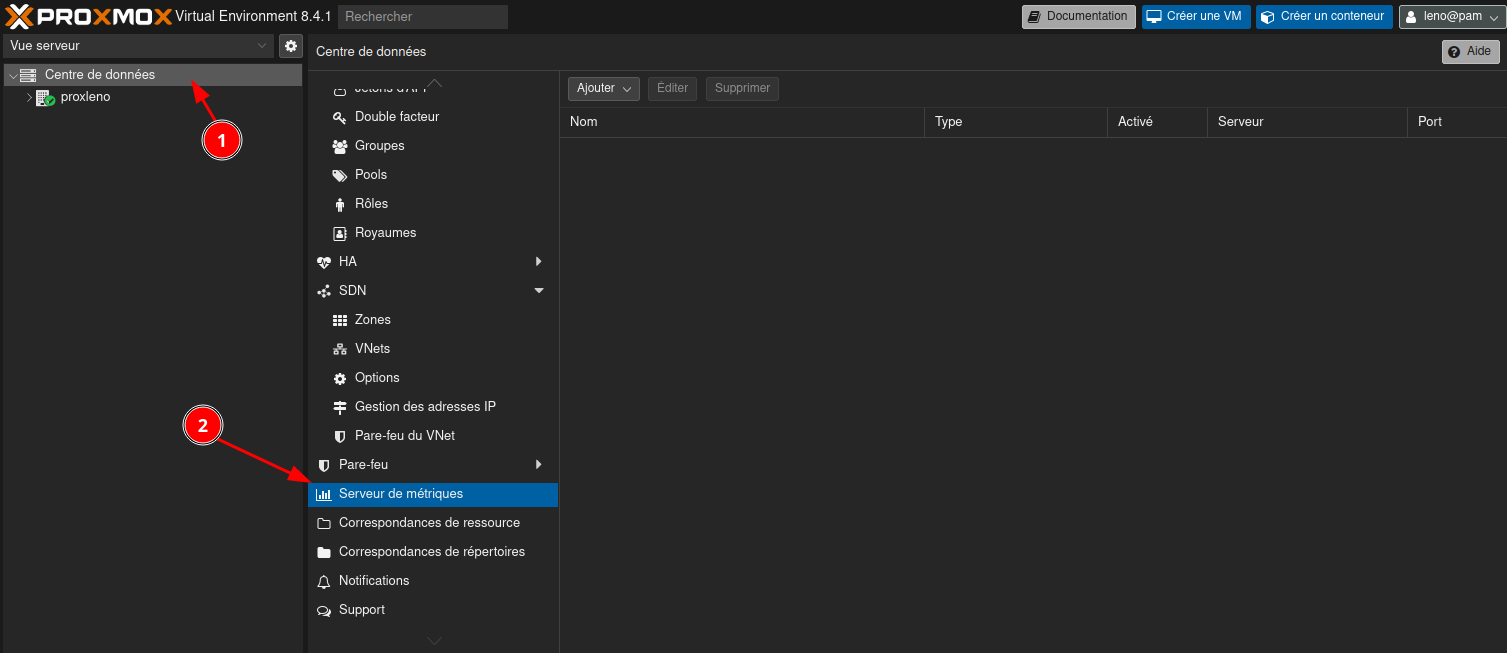 PROXMOX Virtual Environment 8.4.1 Rechercher Documentation Créer une VM Créer un conteneur leno@pam
Vue serveur
Centre de données Aide
Centre de données
proxleno
1
2
Jetons d'API
Double facteur
Groupes
Pools
Rôles
Royaumes
HA
SDN
Zones
VNets
Options
Gestion des adresses IP
Pare-feu du VNet
Pare-feu
Serveur de métriques
Correspondances de ressource
Correspondances de répertoires
Notifications
Support
Ajouter Éditer Supprimer
Nom Type Activé Serveur Port